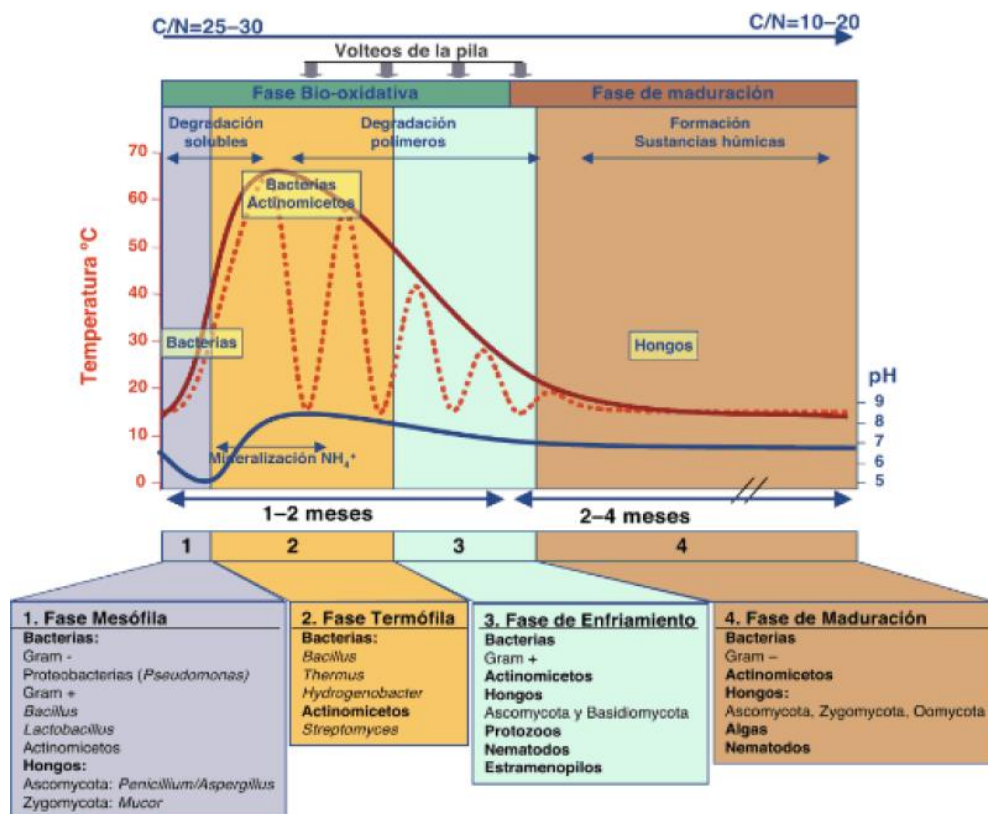 C/N=25–30
C/N=10–20
Volteos de la pila
Fase Bio-oxidativa
Fase de maduración
Degradación
solubles
Degradación
polímeros
Formación
Sustancias húmicas
Temperatura ºC
70
60
50
40
30
20
10
0
Bacterias
Actinomicetos
Bacterias
Hongos
Mineralización NH₄⁺
pH
9
8
7
6
5
1–2 meses
2–4 meses
1
2
3
4
1. Fase Mesófila
Bacterias:
Gram -
Proteobacterias (Pseudomonas)
Gram +
Bacillus
Lactobacillus
Actinomicetos
Hongos:
Ascomycota: Penicillium/Aspergillus
Zygomycota: Mucor
2. Fase Termófila
Bacterias:
Bacillus
Thermus
Hydrogenobacter
Actinomicetos
Streptomyces
3. Fase de Enfriamiento
Bacterias
Gram +
Actinomicetos
Hongos
Ascomycota y Basidiomycota
Protozoos
Nematodos
Estramenopilos
4. Fase de Maduración
Bacterias
Gram –
Actinomicetos
Hongos:
Ascomycota, Zygomycota, Oomycota
Algas
Nematodos